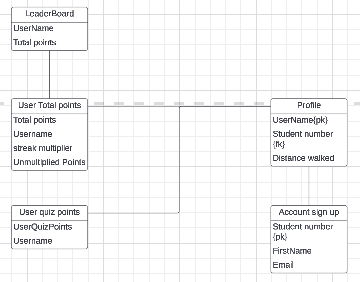 LeaderBoard
UserName
Total points
User Total points
Total points
Username
streak multiplier
Unmultiplied Points
Profile
UserName{pk}
Student number
{fk}
Distance walked
User quiz points
UserQuizPoints
Username
Account sign up
Student number
{pk}
FirstName
Email